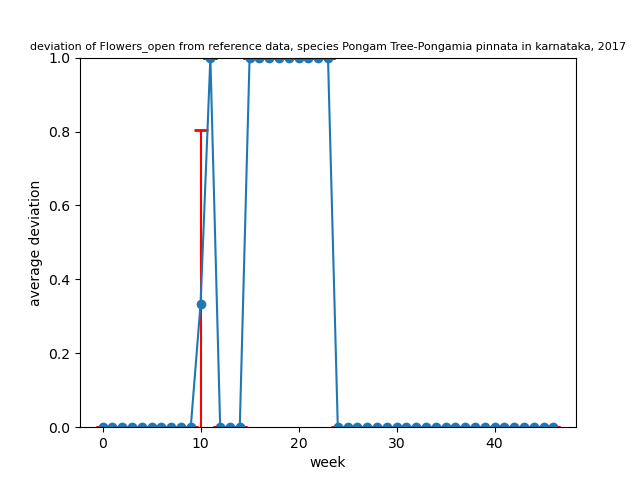 deviation of Flowers_open from reference data, species Pongam Tree-Pongamia pinnata in karnataka, 2017
1.0
0.8
0.6
0.4
0.2
0.0
average deviation
0 10 20 30 40
week